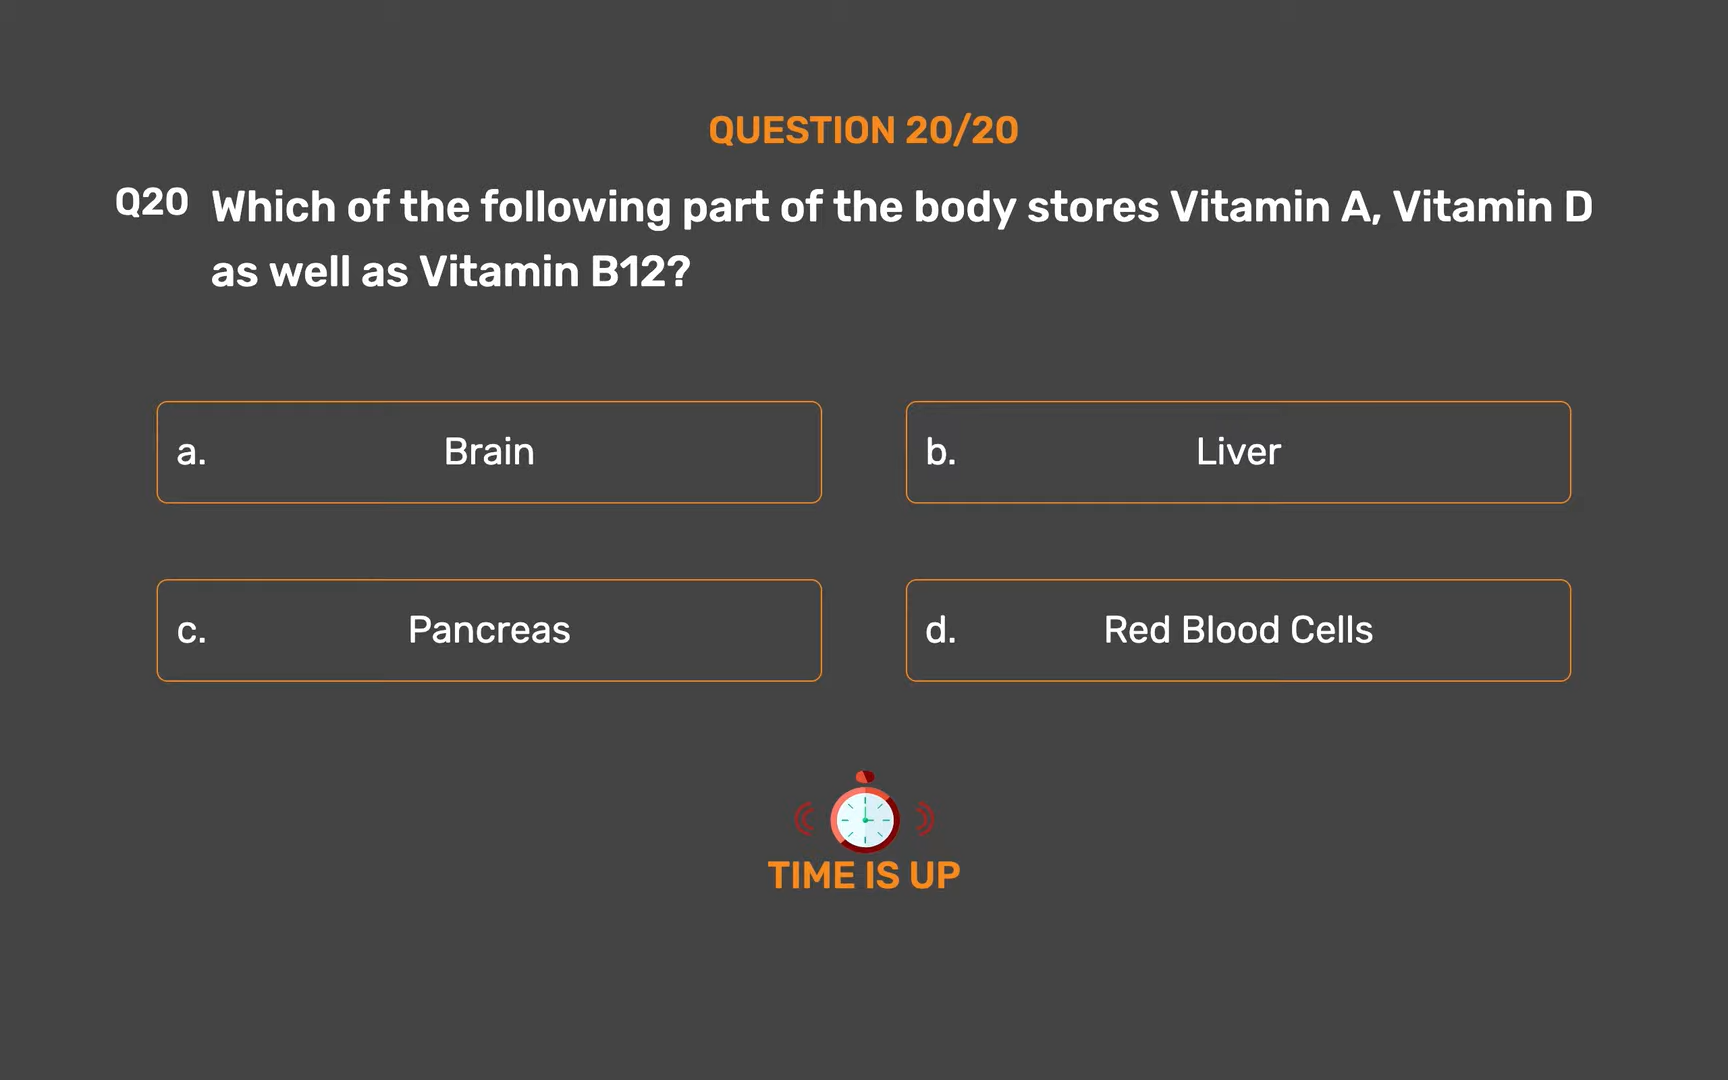 QUESTION 20/20
Q20 Which of the following part of the body stores Vitamin A, Vitamin D
as well as Vitamin B12?
a. Brain
b. Liver
c. Pancreas
d. Red Blood Cells
TIME IS UP